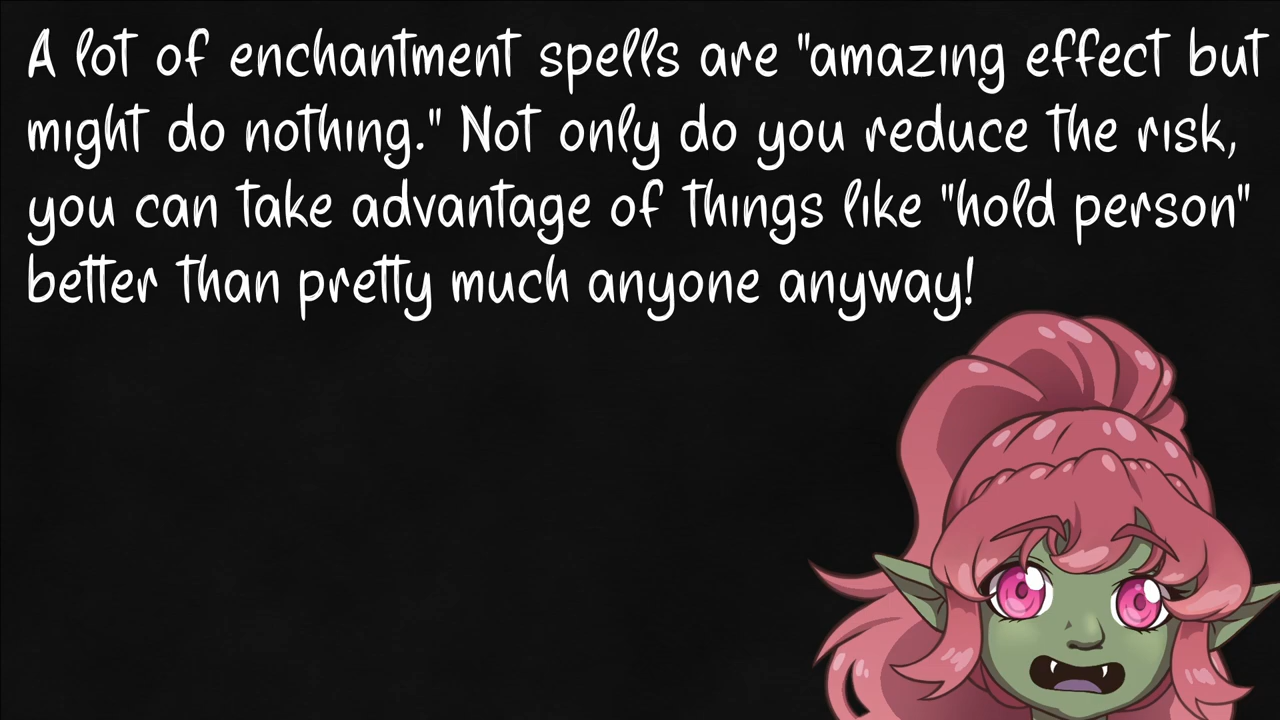 A lot of enchantment spells are "amazing effect but
might do nothing." Not only do you reduce the risk,
you can take advantage of things like "hold person"
better than pretty much anyone anyway!